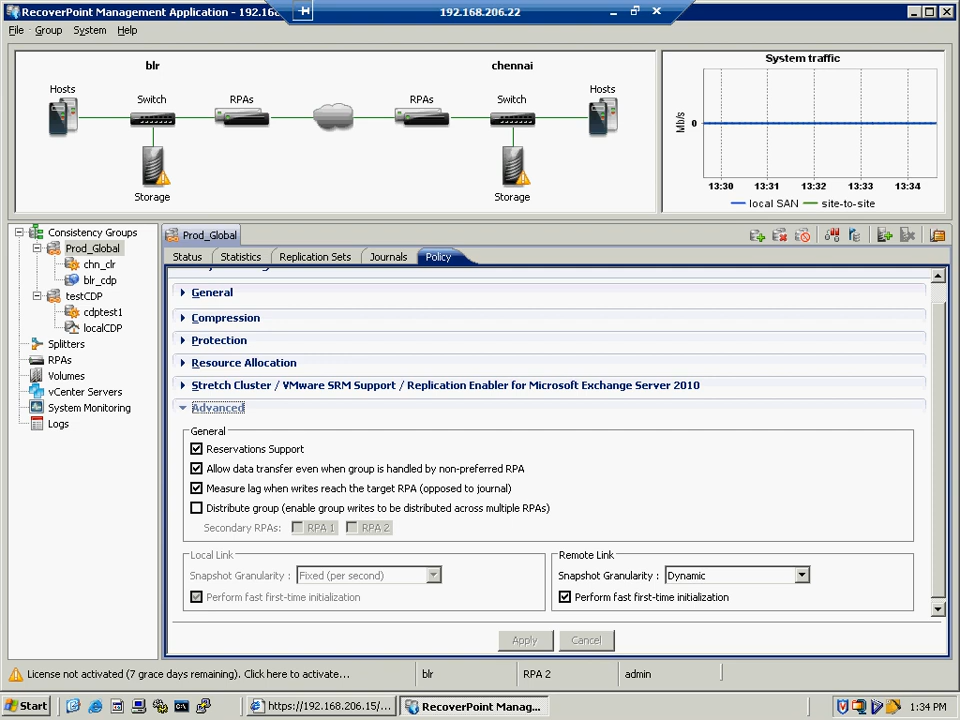 RecoverPoint Management Application - 192.16
192.168.206.22
File Group System Help
blr
chennai
Hosts
Switch
RPAs
RPAs
Switch
Hosts
Storage
Storage
System traffic
Mb/s
0
13:30 13:31 13:32 13:33 13:34
local SAN site-to-site
Consistency Groups
Prod_Global
chn_clr
blr_cdp
testCDP
cdptest1
localCDP
Splitters
RPAs
Volumes
vCenter Servers
System Monitoring
Logs
Prod_Global
Status Statistics Replication Sets Journals Policy
General
Compression
Protection
Resource Allocation
Stretch Cluster / VMware SRM Support / Replication Enabler for Microsoft Exchange Server 2010
Advanced
General
Reservations Support
Allow data transfer even when group is handled by non-preferred RPA
Measure lag when writes reach the target RPA (opposed to journal)
Distribute group (enable group writes to be distributed across multiple RPAs)
Secondary RPAs: RPA 1 RPA 2
Local Link
Snapshot Granularity : Fixed (per second)
Perform fast first-time initialization
Remote Link
Snapshot Granularity : Dynamic
Perform fast first-time initialization
Apply Cancel
License not activated (7 grace days remaining). Click here to activate... blr RPA 2 admin
Start https://192.168.206.15/... RecoverPoint Manag... 1:34 PM